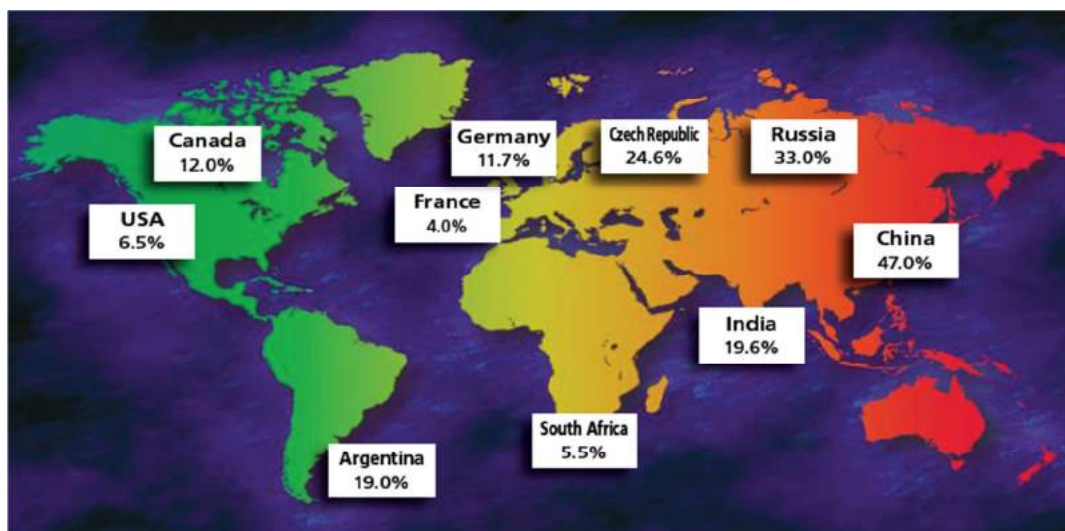 Canada
12.0%
Germany
11.7%
Czech Republic
24.6%
Russia
33.0%
USA
6.5%
France
4.0%
China
47.0%
India
19.6%
South Africa
5.5%
Argentina
19.0%